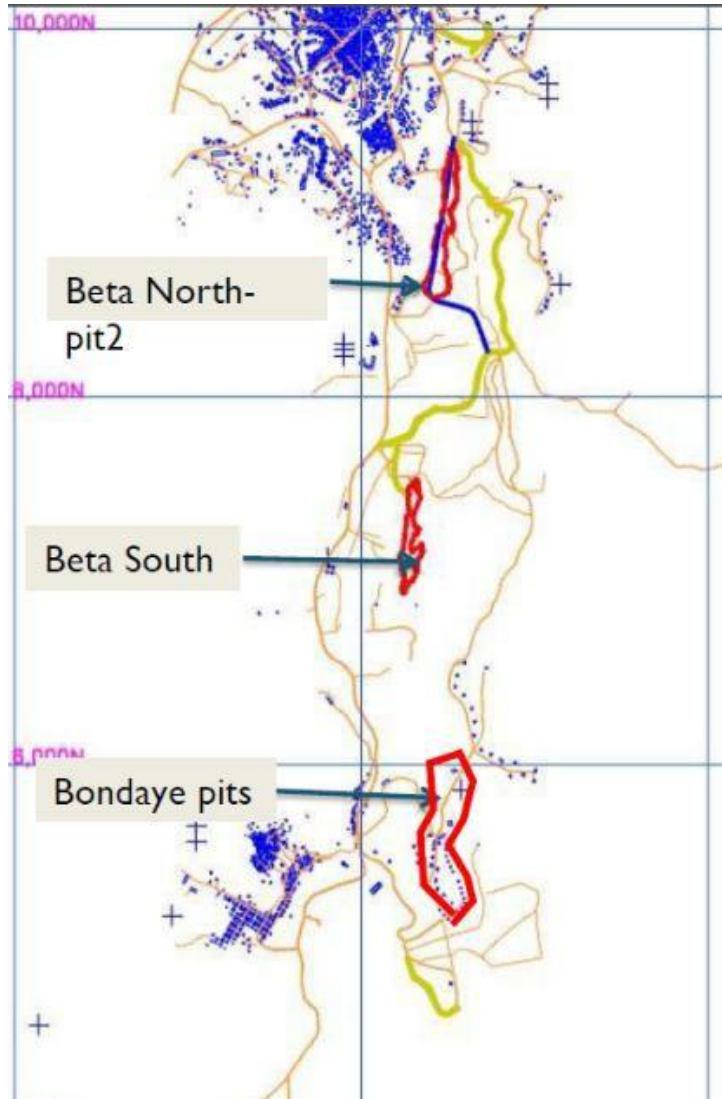 10,000N
Beta North-
pit2
8,000N
Beta South
6,000N
Bondaye pits